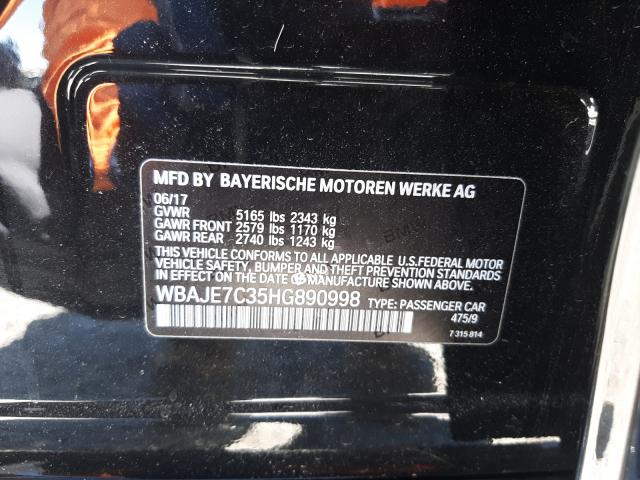 MFD BY BAYERISCHE MOTOREN WERKE AG
06/17
GVWR 5165 lbs 2343 kg
GAWR FRONT 2579 lbs 1170 kg
GAWR REAR 2740 lbs 1243 kg
THIS VEHICLE CONFORMS TO ALL APPLICABLE U.S.FEDERAL MOTOR
VEHICLE SAFETY, BUMPER, AND THEFT PREVENTION STANDARDS
IN EFFECT ON THE DATE OF MANUFACTURE SHOWN ABOVE.
WBAJE7C35HG890998 TYPE: PASSENGER CAR
475/9
7 315 814